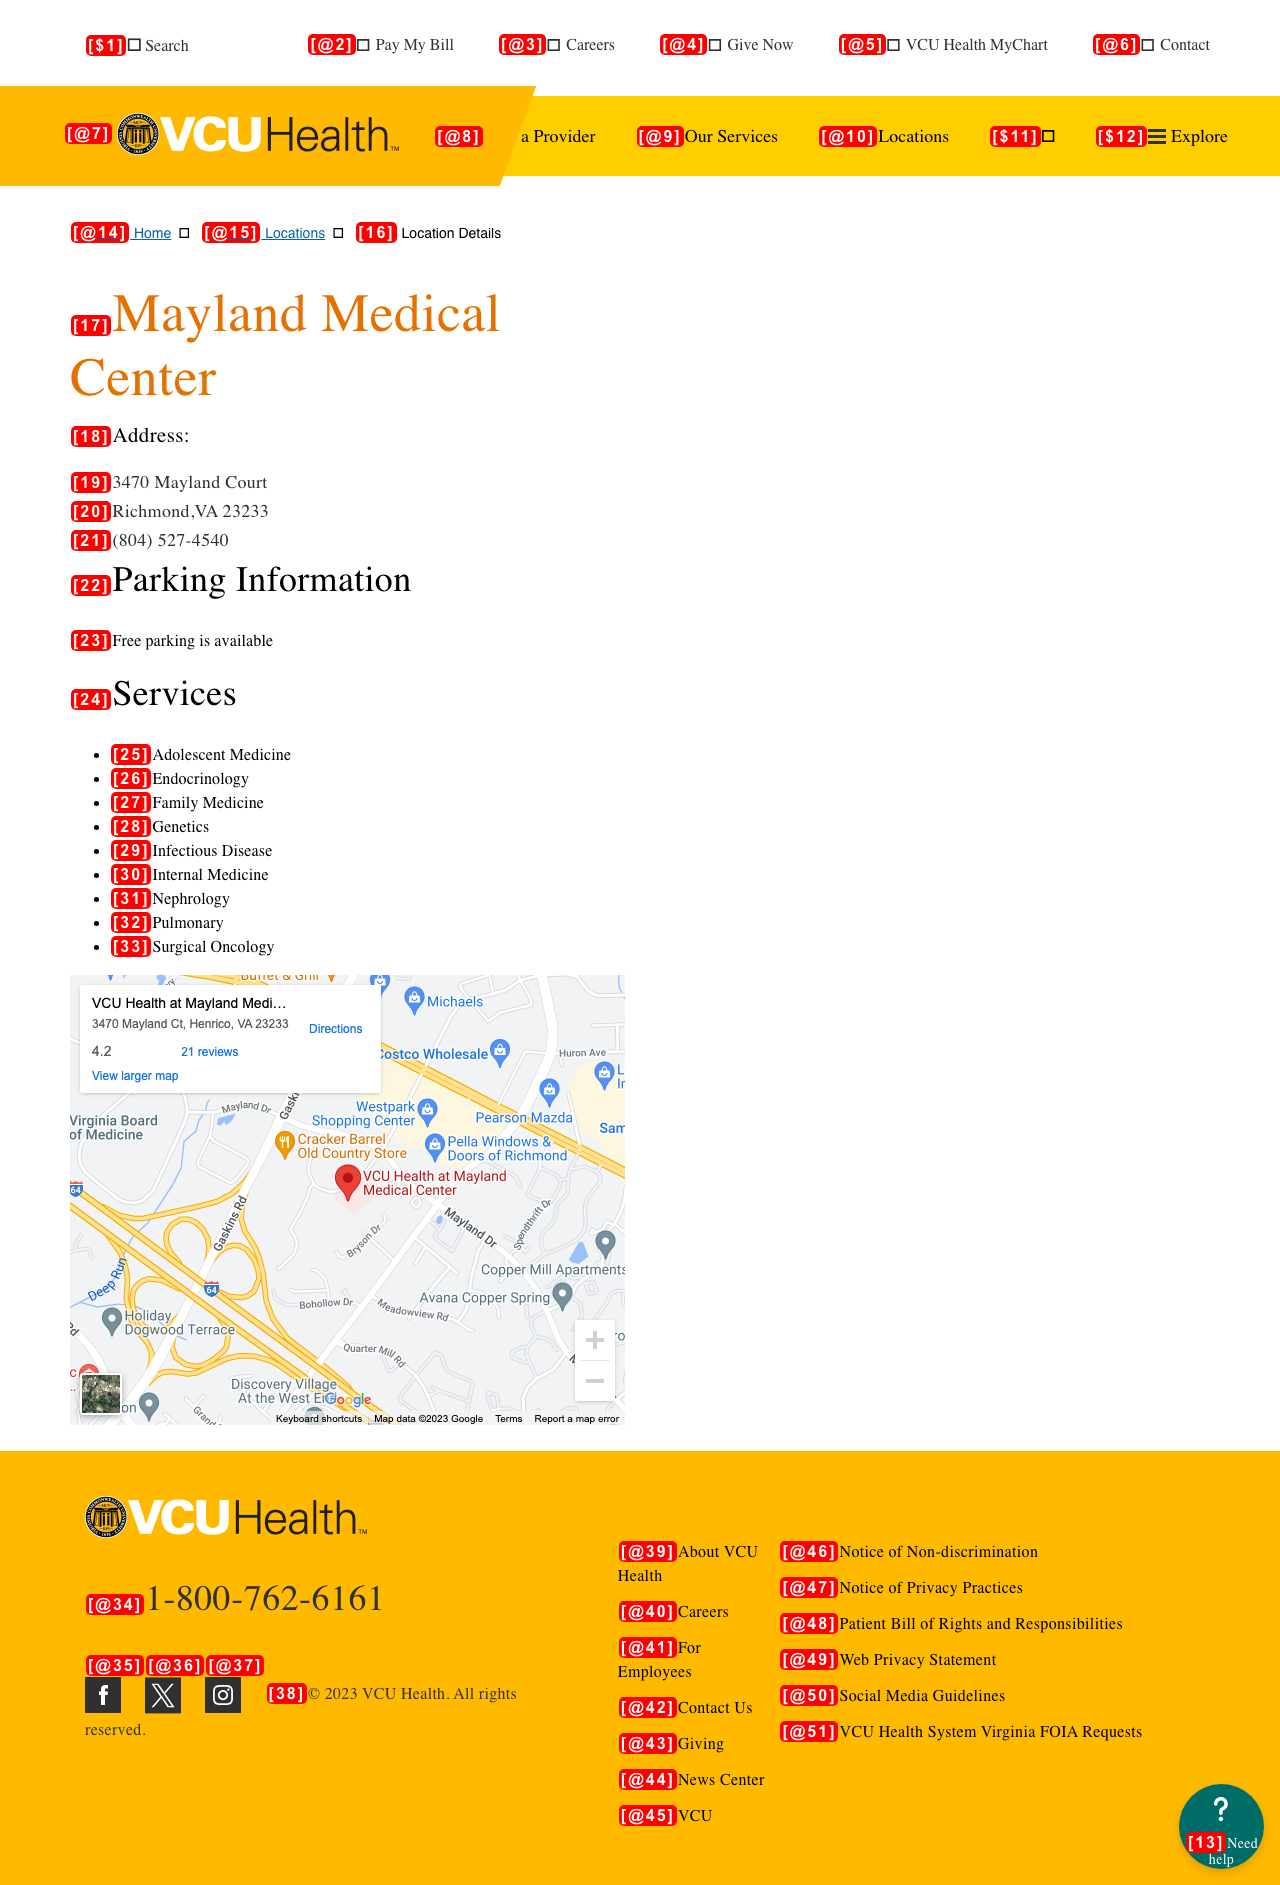 [$1] Search
[@2] Pay My Bill
[@3] Careers
[@4] Give Now
[@5] VCU Health MyChart
[@6] Contact
[@7] VCU Health™
[@8] a Provider
[@9] Our Services
[@10] Locations
[$11]
[$12] Explore
[@14] Home [@15] Locations [16] Location Details
[17] Mayland Medical
Center
[18] Address:
[19] 3470 Mayland Court
[20] Richmond,VA 23233
[21] (804) 527-4540
[22] Parking Information
[23] Free parking is available
[24] Services
• [25] Adolescent Medicine
• [26] Endocrinology
• [27] Family Medicine
• [28] Genetics
• [29] Infectious Disease
• [30] Internal Medicine
• [31] Nephrology
• [32] Pulmonary
• [33] Surgical Oncology
VCU Health at Mayland Medi...
3470 Mayland Ct, Henrico, VA 23233
Directions
4.2 21 reviews
View larger map
Michaels
Costco Wholesale
Huron Ave
Mayland Dr
Gaskins
Westpark
Shopping Center
Pearson Mazda
Virginia Board
of Medicine
Cracker Barrel
Old Country Store
Pella Windows &
Doors of Richmond
VCU Health at Mayland
Medical Center
64
Gaskins Rd
Bryson Dr
Mayland Dr
Spendthrift Dr
Deep Run
64
Copper Mill Apartments
Avana Copper Spring
Bohollow Dr
Meadowview Rd
Holiday
Dogwood Terrace
Quarter Mill Rd
Discovery Village
At the West End
Google
Keyboard shortcuts Map data ©2023 Google Terms Report a map error
VCU Health™
[@34] 1-800-762-6161
[@35] [@36] [@37]
[38] © 2023 VCU Health. All rights
reserved.
[@39] About VCU
Health
[@40] Careers
[@41] For
Employees
[@42] Contact Us
[@43] Giving
[@44] News Center
[@45] VCU
[@46] Notice of Non-discrimination
[@47] Notice of Privacy Practices
[@48] Patient Bill of Rights and Responsibilities
[@49] Web Privacy Statement
[@50] Social Media Guidelines
[@51] VCU Health System Virginia FOIA Requests
?
[13] Need
help